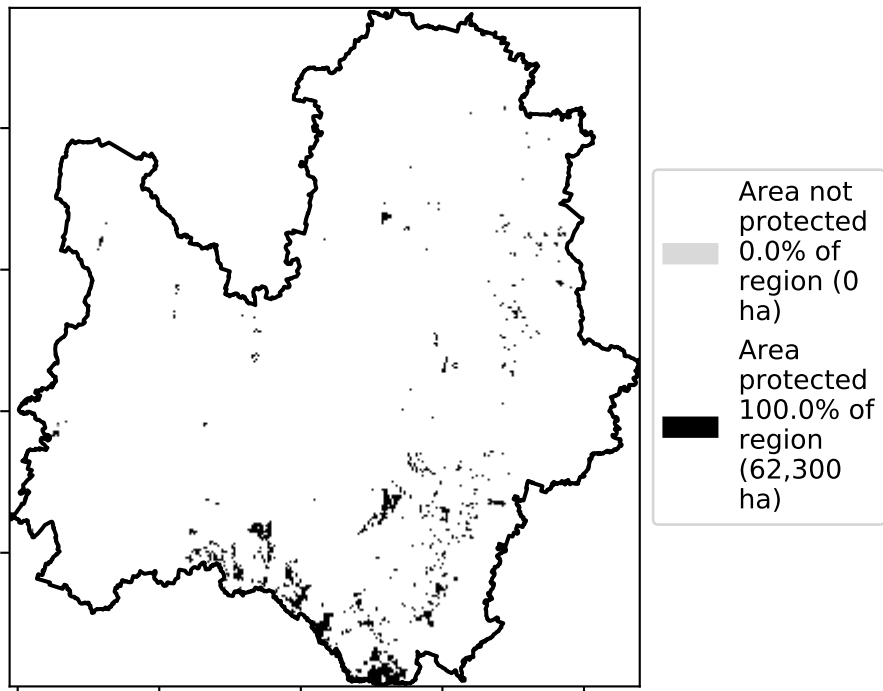 Area not
protected
0.0% of
region (0
ha)
Area
protected
100.0% of
region
(62,300
ha)